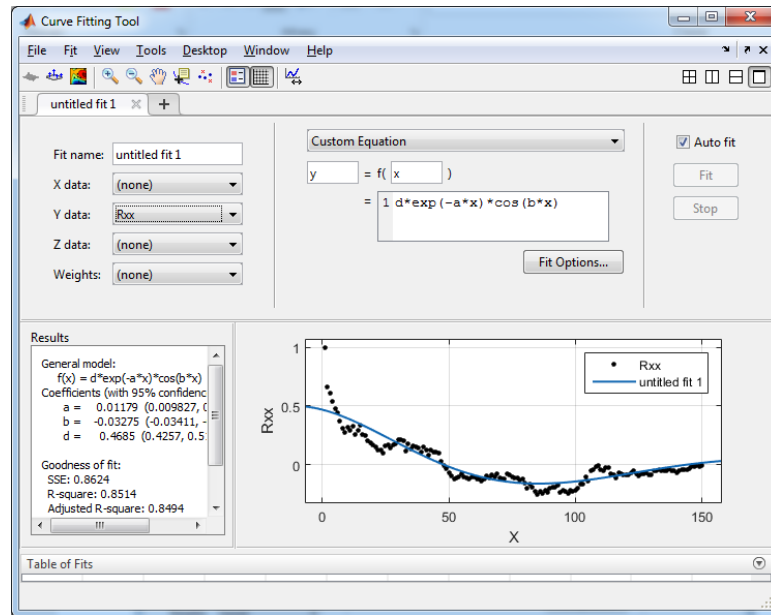 Curve Fitting Tool
File Fit View Tools Desktop Window Help
untitled fit 1
Fit name: untitled fit 1
X data: (none)
Y data: Rxx
Z data: (none)
Weights: (none)
Custom Equation
y = f( x )
= 1 d*exp(-a*x)*cos(b*x)
Fit Options...
Auto fit
Fit
Stop
Results
General model:
f(x) = d*exp(-a*x)*cos(b*x)
Coefficients (with 95% confidenc
a = 0.01179 (0.009827, 0
b = -0.03275 (-0.03411, -
d = 0.4685 (0.4257, 0.5
Goodness of fit:
SSE: 0.8624
R-square: 0.8514
Adjusted R-square: 0.8494
Rxx
untitled fit 1
1
0.5
0
Rxx
0 50 100 150
X
Table of Fits